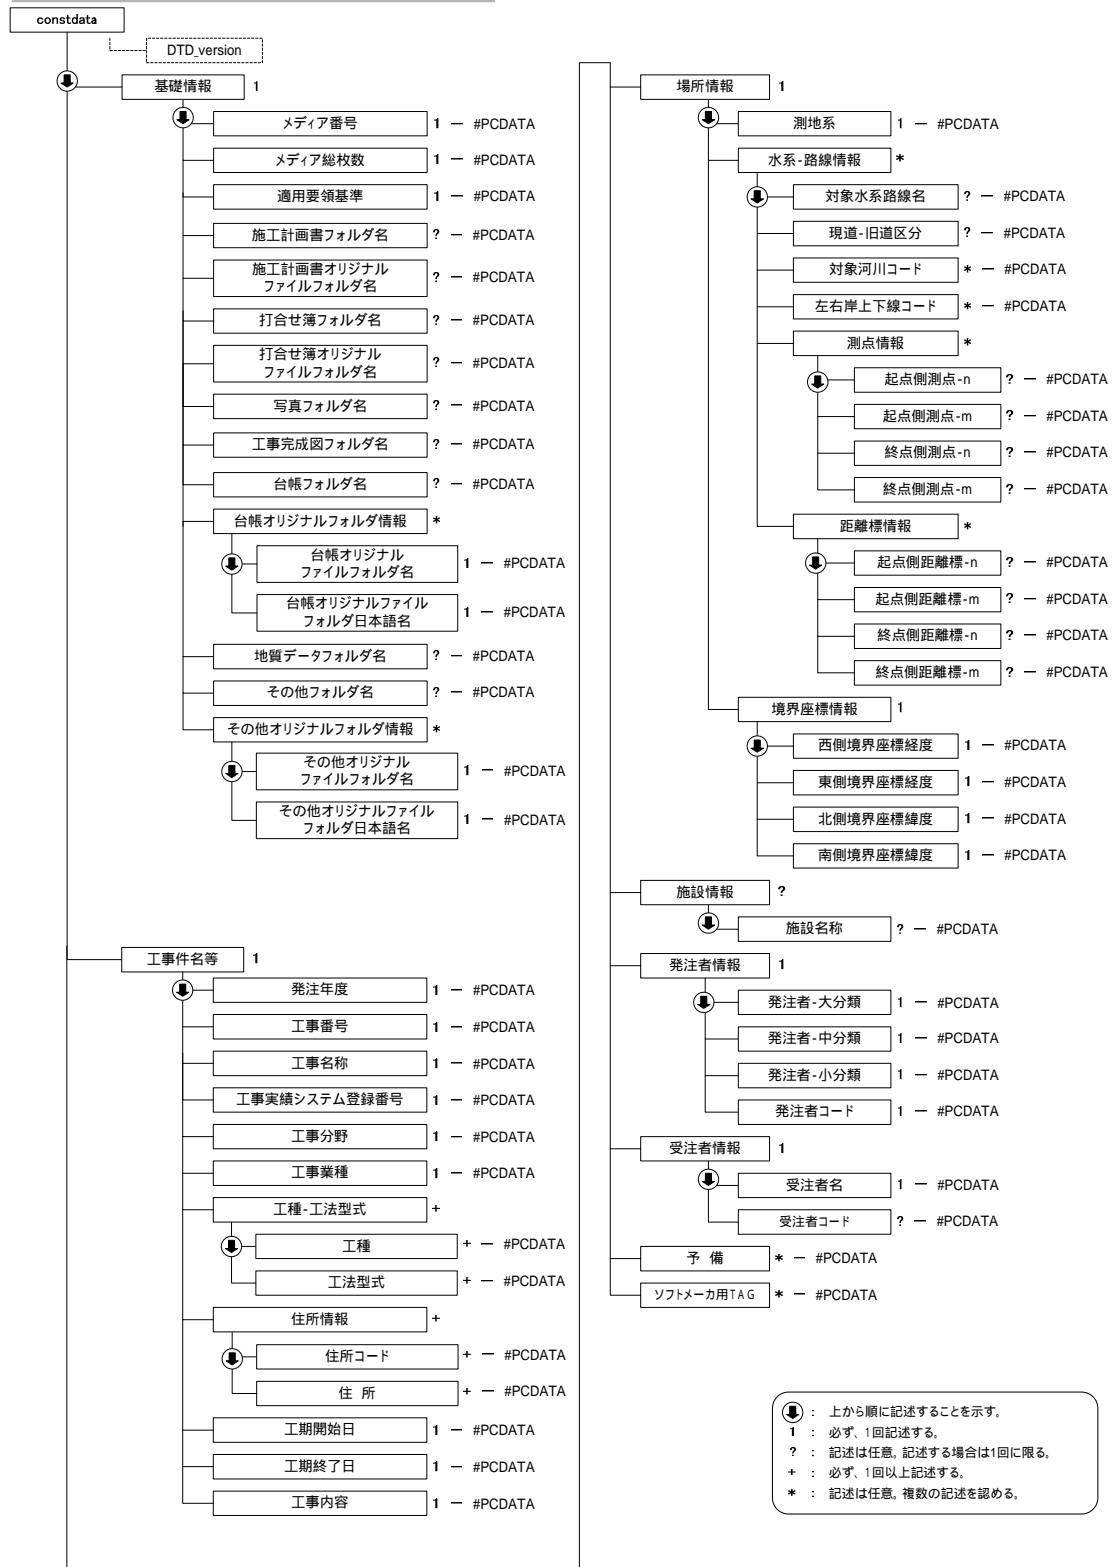 constdata
DTD_version
基礎情報 1
メディア番号 1 － #PCDATA
メディア総枚数 1 － #PCDATA
適用要領基準 1 － #PCDATA
施工計画書フォルダ名 ? － #PCDATA
施工計画書オリジナル
ファイルフォルダ名 ? － #PCDATA
打合せ簿フォルダ名 ? － #PCDATA
打合せ簿オリジナル
ファイルフォルダ名 ? － #PCDATA
写真フォルダ名 ? － #PCDATA
工事完成図フォルダ名 ? － #PCDATA
台帳フォルダ名 ? － #PCDATA
台帳オリジナルフォルダ情報 *
台帳オリジナル
ファイルフォルダ名 1 － #PCDATA
台帳オリジナルファイル
フォルダ日本語名 1 － #PCDATA
地質データフォルダ名 ? － #PCDATA
その他フォルダ名 ? － #PCDATA
その他オリジナルフォルダ情報 *
その他オリジナル
ファイルフォルダ名 1 － #PCDATA
その他オリジナルファイル
フォルダ日本語名 1 － #PCDATA
工事件名等 1
発注年度 1 － #PCDATA
工事番号 1 － #PCDATA
工事名称 1 － #PCDATA
工事実績システム登録番号 1 － #PCDATA
工事分野 1 － #PCDATA
工事業種 1 － #PCDATA
工種-工法型式 +
工種 + － #PCDATA
工法型式 + － #PCDATA
住所情報 +
住所コード + － #PCDATA
住 所 + － #PCDATA
工期開始日 1 － #PCDATA
工期終了日 1 － #PCDATA
工事内容 1 － #PCDATA
場所情報 1
測地系 1 － #PCDATA
水系-路線情報 *
対象水系路線名 ? － #PCDATA
現道-旧道区分 ? － #PCDATA
対象河川コード * － #PCDATA
左右岸上下線コード * － #PCDATA
測点情報 *
起点側測点-n ? － #PCDATA
起点側測点-m ? － #PCDATA
終点側測点-n ? － #PCDATA
終点側測点-m ? － #PCDATA
距離標情報 *
起点側距離標-n ? － #PCDATA
起点側距離標-m ? － #PCDATA
終点側距離標-n ? － #PCDATA
終点側距離標-m ? － #PCDATA
境界座標情報 1
西側境界座標経度 1 － #PCDATA
東側境界座標経度 1 － #PCDATA
北側境界座標緯度 1 － #PCDATA
南側境界座標緯度 1 － #PCDATA
施設情報 ?
施設名称 ? － #PCDATA
発注者情報 1
発注者-大分類 1 － #PCDATA
発注者-中分類 1 － #PCDATA
発注者-小分類 1 － #PCDATA
発注者コード 1 － #PCDATA
受注者情報 1
受注者名 1 － #PCDATA
受注者コード ? － #PCDATA
予 備 * － #PCDATA
ソフトメーカ用TAG * － #PCDATA
： 上から順に記述することを示す。
1 ： 必ず、1回記述する。
? ： 記述は任意。記述する場合は1回に限る。
+ ： 必ず、1回以上記述する。
* ： 記述は任意。複数の記述を認める。